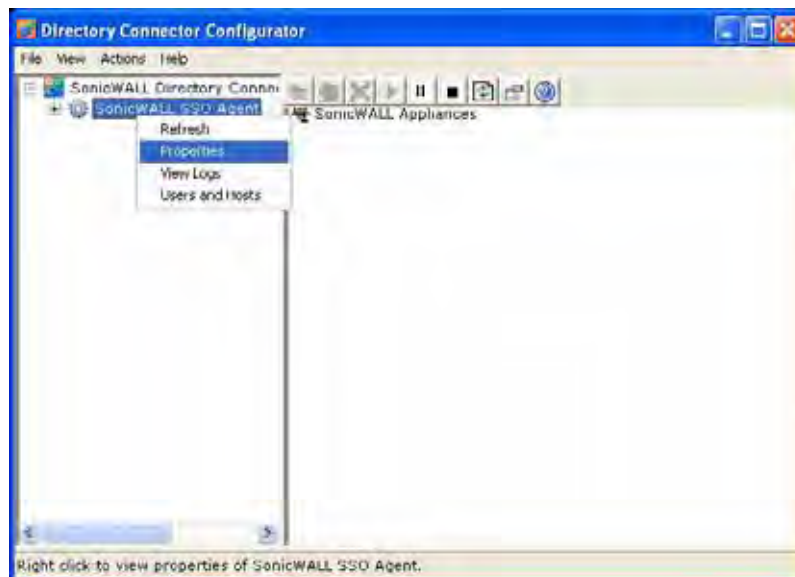 Directory Connector Configurator
File View Actions Help
SonicWALL Directory Connec
SonicWALL SSO Agent
SonicWALL Appliances
Refresh
Properties
View Logs
Users and Hosts
Right click to view properties of SonicWALL SSO Agent.